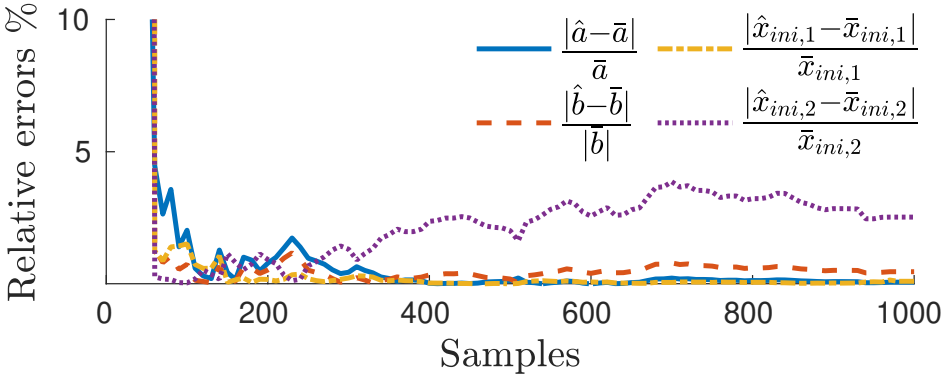 Relative errors %
10
5
|â−ā|
ā
|x̂ini,1−x̄ini,1|
x̄ini,1
|b̂−b̄|
|b̄|
|x̂ini,2−x̄ini,2|
x̄ini,2
0 200 400 600 800 1000
Samples